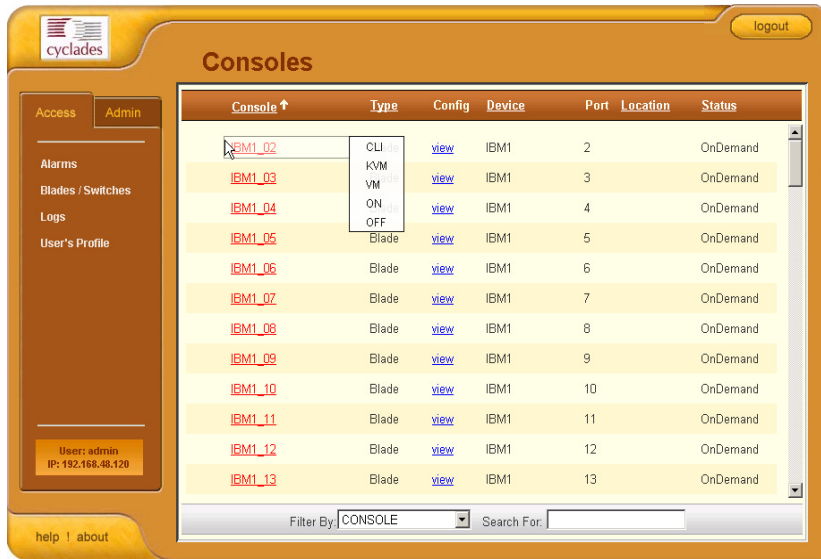 cyclades
logout
Consoles
Access Admin
Alarms
Blades / Switches
Logs
User's Profile
User: admin
IP: 192.168.48.120
help ! about
Console ↑ Type Config Device Port Location Status
IBM1_02 view IBM1 2 OnDemand
CLI
KVM
VM
ON
OFF
IBM1_03 view IBM1 3 OnDemand
IBM1_04 view IBM1 4 OnDemand
IBM1_05 Blade view IBM1 5 OnDemand
IBM1_06 Blade view IBM1 6 OnDemand
IBM1_07 Blade view IBM1 7 OnDemand
IBM1_08 Blade view IBM1 8 OnDemand
IBM1_09 Blade view IBM1 9 OnDemand
IBM1_10 Blade view IBM1 10 OnDemand
IBM1_11 Blade view IBM1 11 OnDemand
IBM1_12 Blade view IBM1 12 OnDemand
IBM1_13 Blade view IBM1 13 OnDemand
Filter By: CONSOLE Search For: